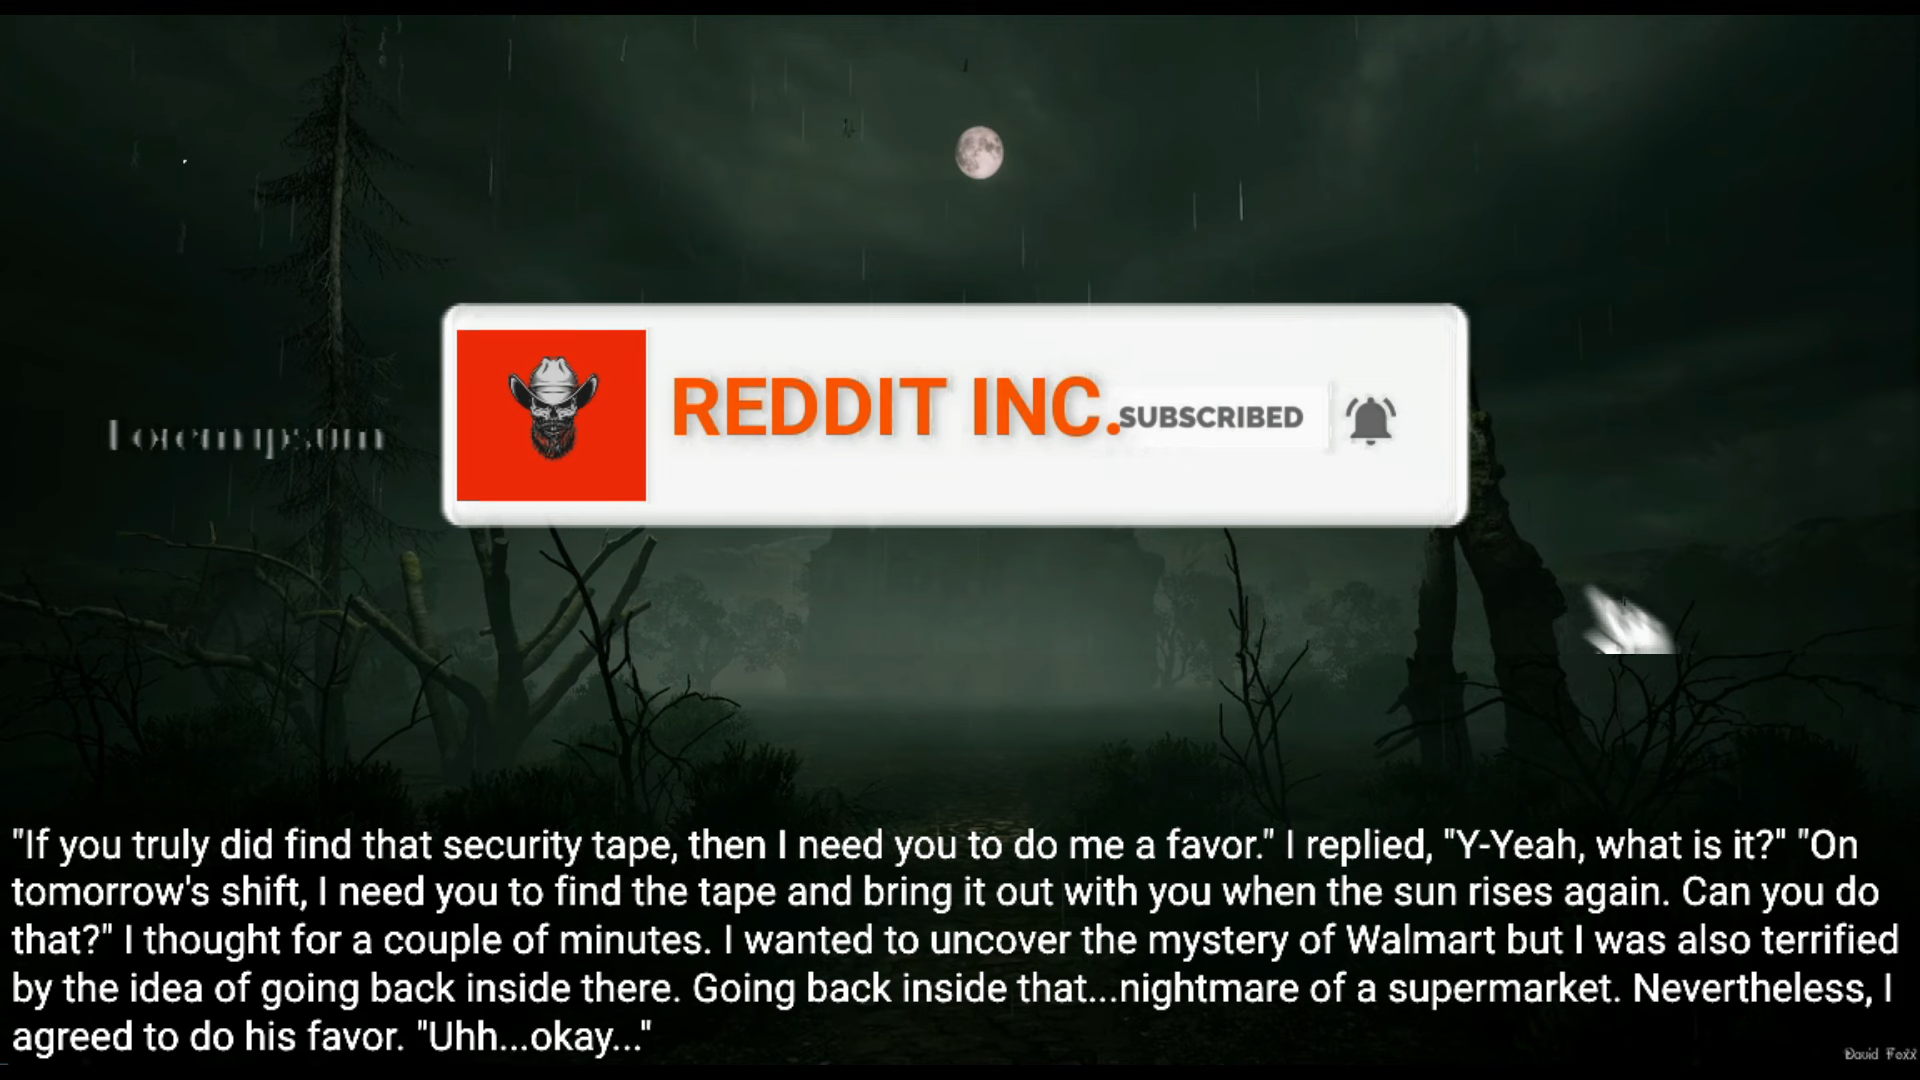 Lorem ipsum
REDDIT INC.
SUBSCRIBED
"If you truly did find that security tape, then I need you to do me a favor." I replied, "Y-Yeah, what is it?" "On
tomorrow's shift, I need you to find the tape and bring it out with you when the sun rises again. Can you do
that?" I thought for a couple of minutes. I wanted to uncover the mystery of Walmart but I was also terrified
by the idea of going back inside there. Going back inside that...nightmare of a supermarket. Nevertheless, I
agreed to do his favor. "Uhh...okay..."
David Foxx